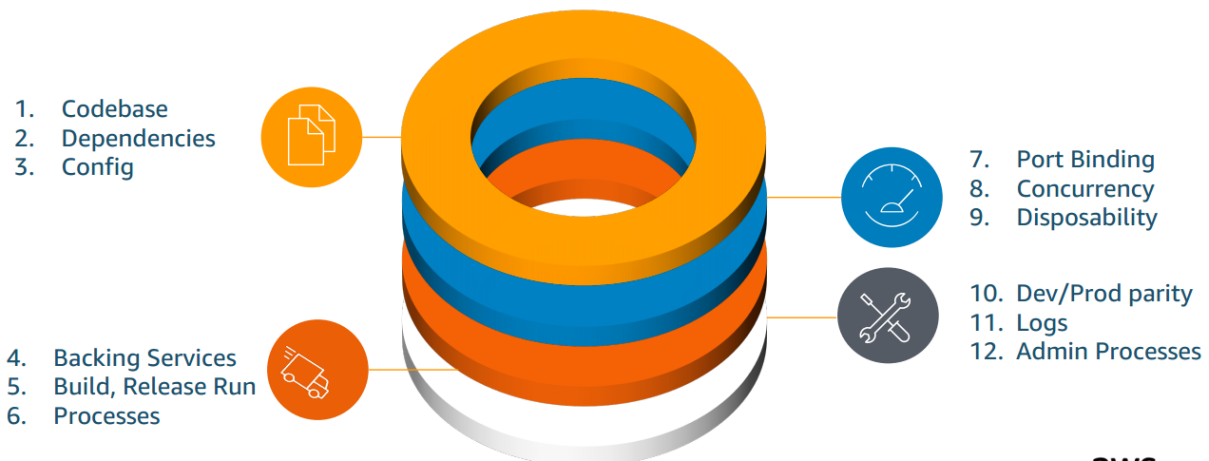 1. Codebase
2. Dependencies
3. Config
4. Backing Services
5. Build, Release Run
6. Processes
7. Port Binding
8. Concurrency
9. Disposability
10. Dev/Prod parity
11. Logs
12. Admin Processes
aws